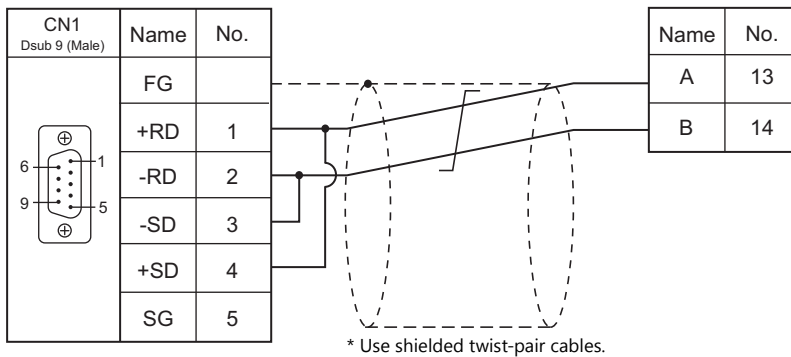 CN1
Dsub 9 (Male)
Name No.
FG
+RD 1
-RD 2
-SD 3
+SD 4
SG 5
6 1
9 5
Name No.
A 13
B 14
* Use shielded twist-pair cables.